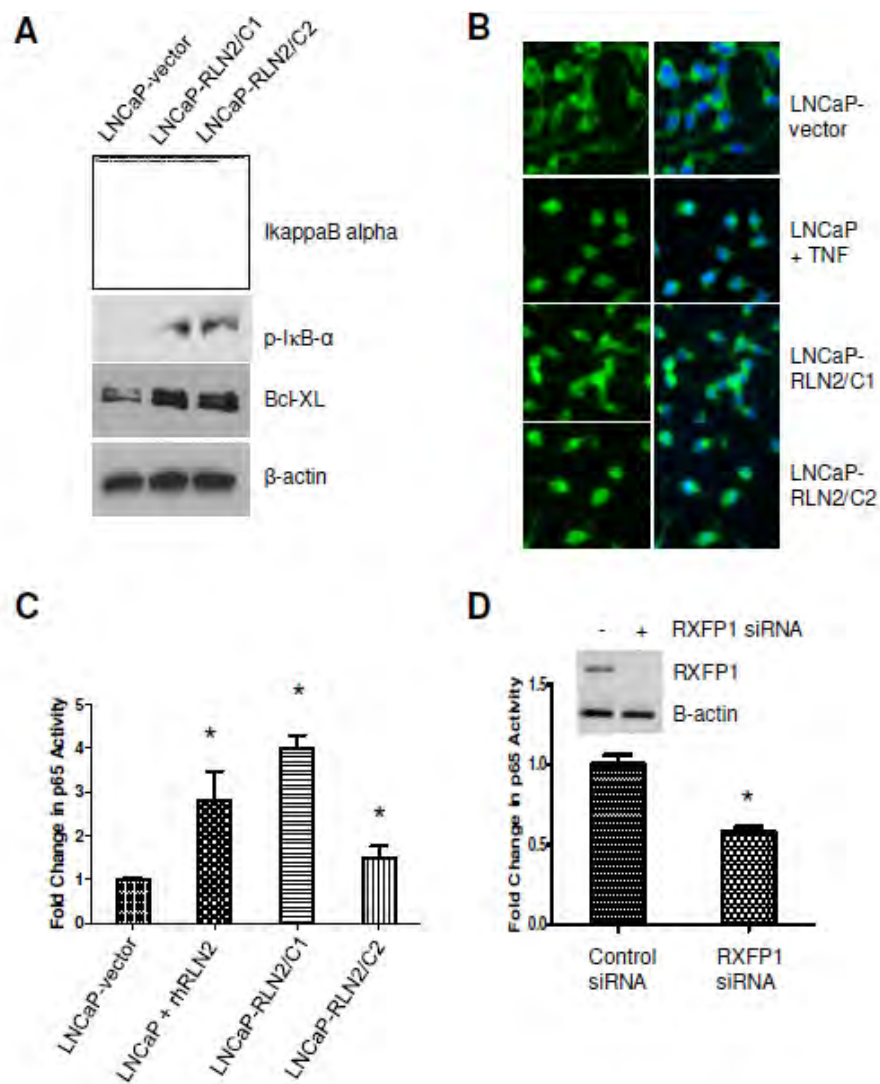 A
LNCaP-vector
LNCaP-RLN2/C1
LNCaP-RLN2/C2
IkappaB alpha
p-IκB-α
Bcl-XL
β-actin
B
LNCaP-
vector
LNCaP
+ TNF
LNCaP-
RLN2/C1
LNCaP-
RLN2/C2
C
Fold Change in p65 Activity
5
4
3
2
1
0
*
*
*
LNCaP-vector
LNCaP + rhRLN2
LNCaP-RLN2/C1
LNCaP-RLN2/C2
D
- + RXFP1 siRNA
RXFP1
B-actin
Fold Change in p65 Activity
1.5
1.0
0.5
0.0
*
Control
siRNA
RXFP1
siRNA